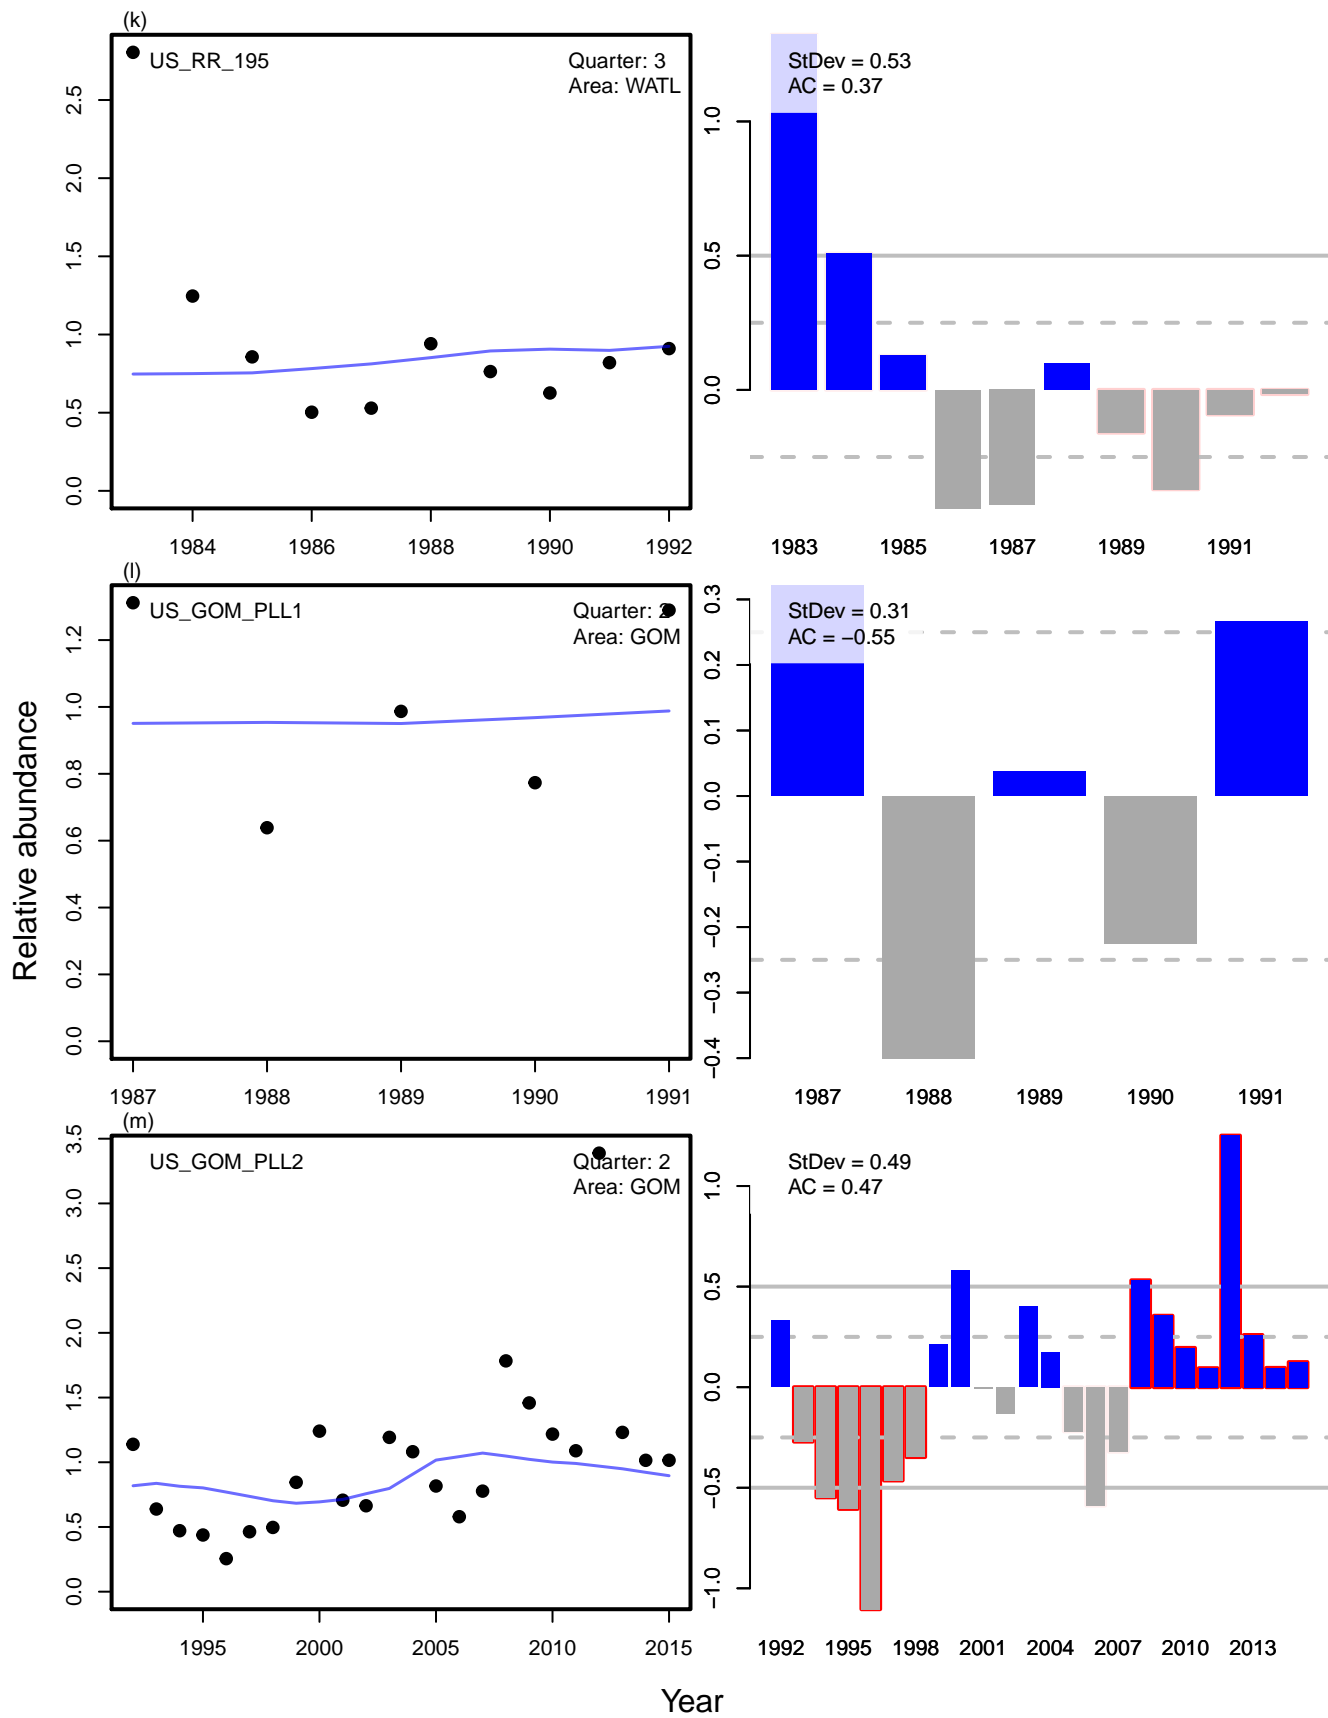 (k)
US_RR_195
Quarter: 3
Area: WATL
0.0 0.5 1.0 1.5 2.0 2.5
1984 1986 1988 1990 1992
StDev = 0.53
AC = 0.37
0.0 0.5 1.0
1983 1985 1987 1989 1991
(l)
US_GOM_PLL1
Quarter: 2
Area: GOM
0.0 0.2 0.4 0.6 0.8 1.0 1.2
1987 1988 1989 1990 1991
StDev = 0.31
AC = −0.55
−0.4 −0.3 −0.2 −0.1 0.0 0.1 0.2 0.3
1987 1988 1989 1990 1991
Relative abundance
(m)
US_GOM_PLL2
Quarter: 2
Area: GOM
0.0 0.5 1.0 1.5 2.0 2.5 3.0 3.5
1995 2000 2005 2010 2015
StDev = 0.49
AC = 0.47
−1.0 −0.5 0.0 0.5 1.0
1992 1995 1998 2001 2004 2007 2010 2013
Year